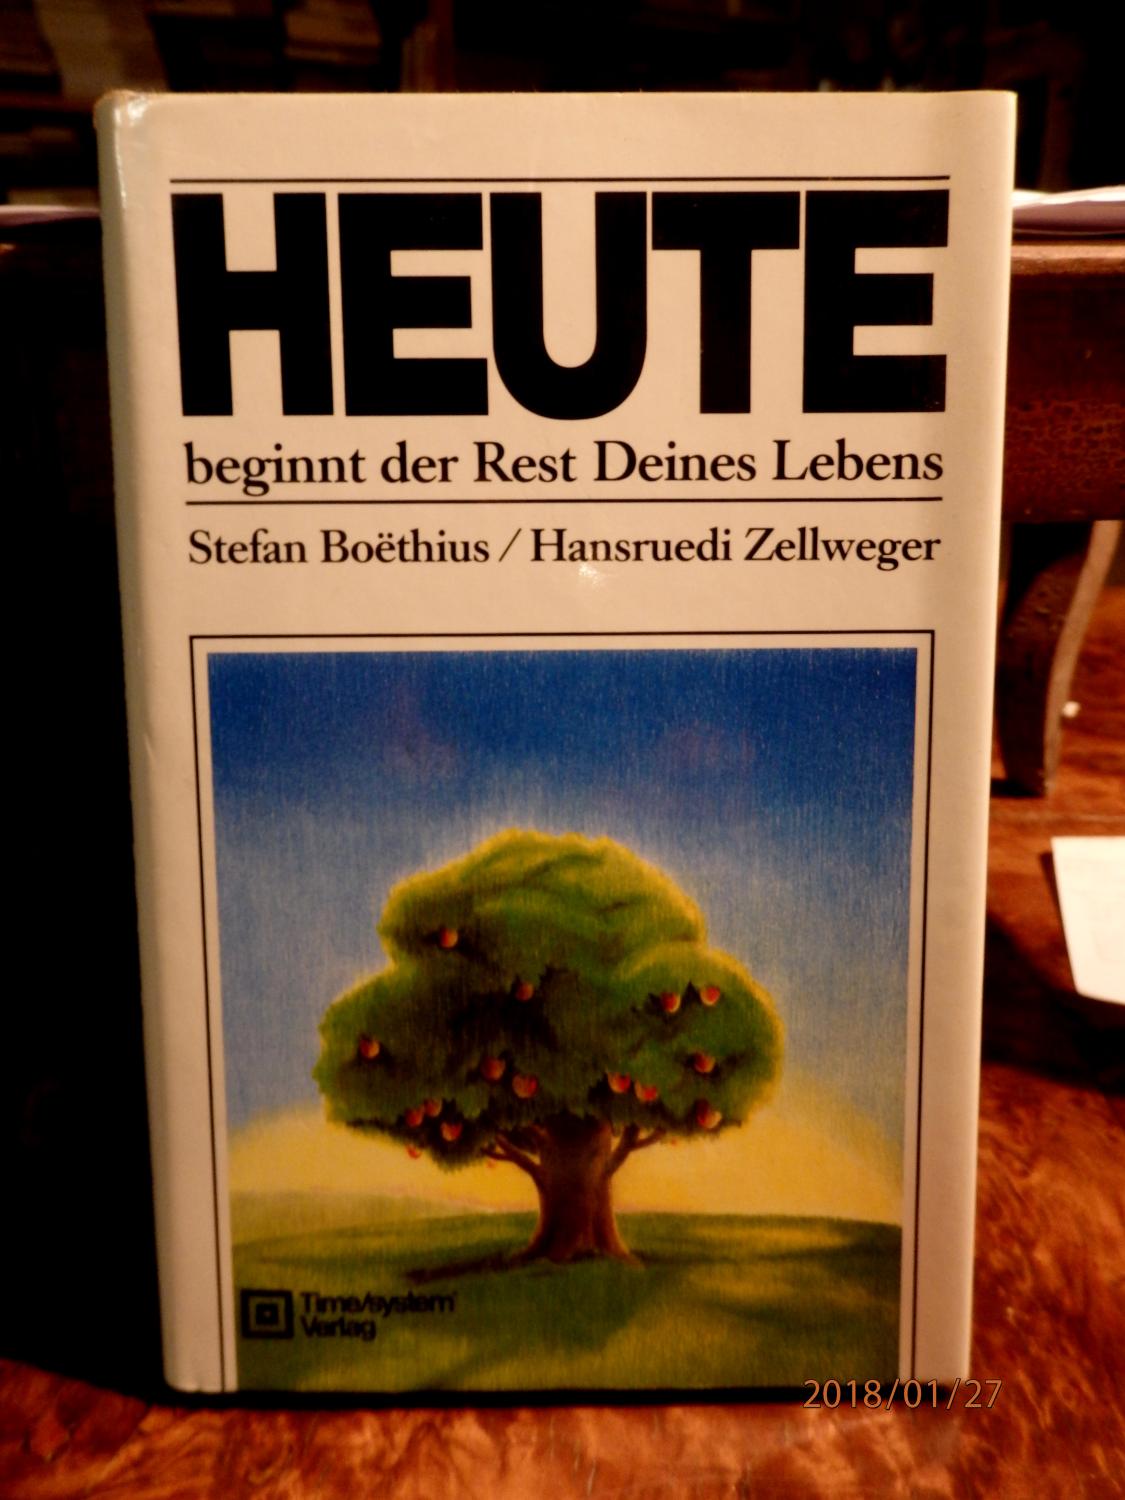 HEUTE
beginnt der Rest Deines Lebens
Stefan Boëthius / Hansruedi Zellweger
Time/system
Verlag
2018/01/27